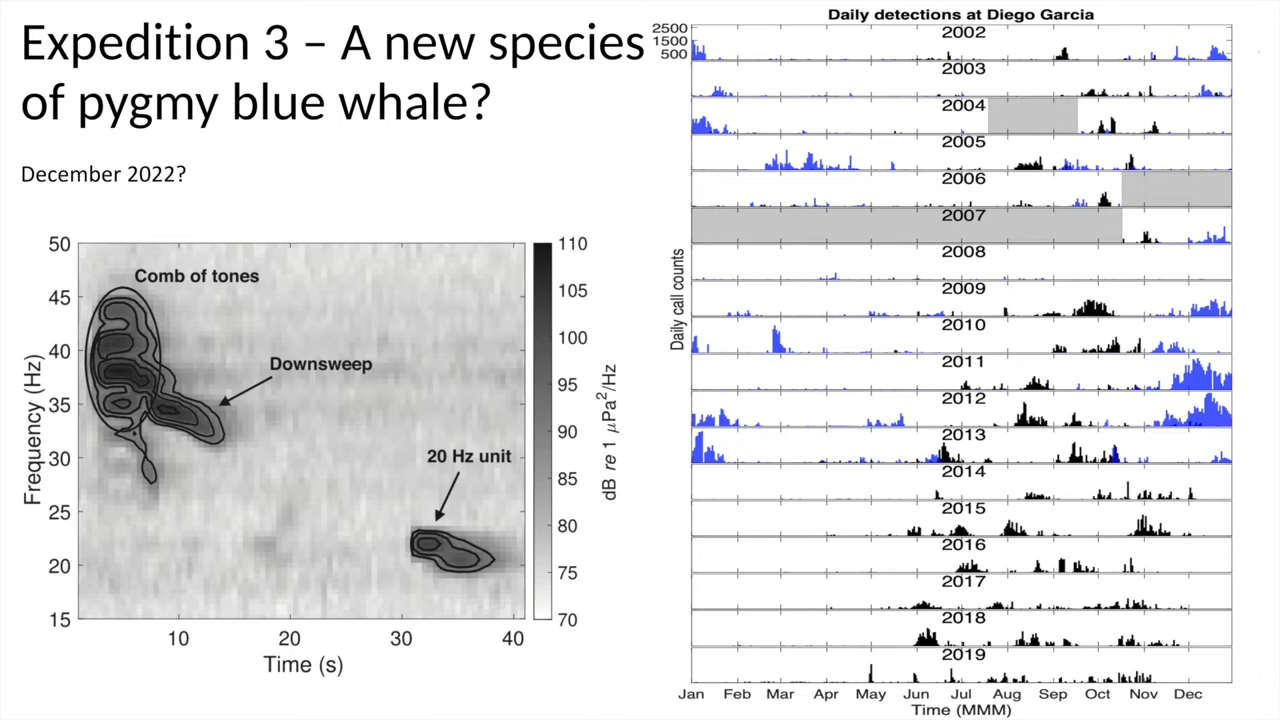 Expedition 3 – A new species
of pygmy blue whale?
December 2022?
50
45
40
35
30
25
20
15
Frequency (Hz)
Comb of tones
Downsweep
20 Hz unit
10 20 30 40
Time (s)
110
105
100
95
90
85
80
75
70
dB re 1 μPa²/Hz
Daily detections at Diego Garcia
2500
1500
500
Daily call counts
2002
2003
2004
2005
2006
2007
2008
2009
2010
2011
2012
2013
2014
2015
2016
2017
2018
2019
Jan Feb Mar Apr May Jun Jul Aug Sep Oct Nov Dec
Time (MMM)